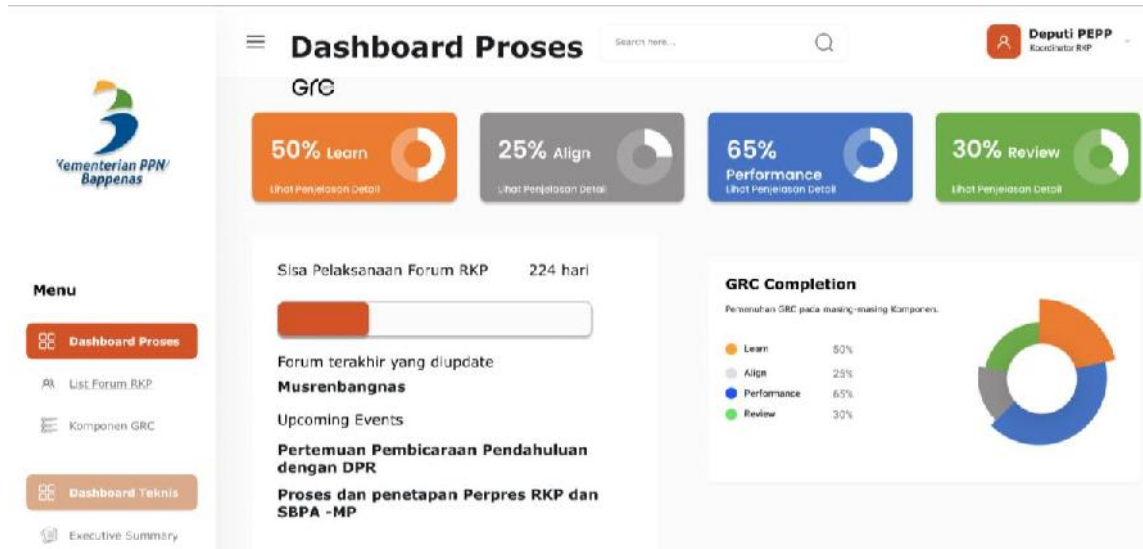 Dashboard Proses
Search here...
Deputi PEPP
Koordinator RKP
GrC
Kementerian PPN/
Bappenas
50% Learn
Lihat Penjelasan Detail
25% Align
Lihat Penjelasan Detail
65%
Performance
Lihat Penjelasan Detail
30% Review
Lihat Penjelasan Detail
Menu
Dashboard Proses
List Forum RKP
Komponen GRC
Dashboard Teknis
Executive Summary
Sisa Pelaksanaan Forum RKP 224 hari
Forum terakhir yang diupdate
Musrenbangnas
Upcoming Events
Pertemuan Pembicaraan Pendahuluan
dengan DPR
Proses dan penetapan Perpres RKP dan
SBPA -MP
GRC Completion
Pemenuhan GRC pada masing-masing Komponen.
Learn 50%
Align 25%
Performance 65%
Review 30%